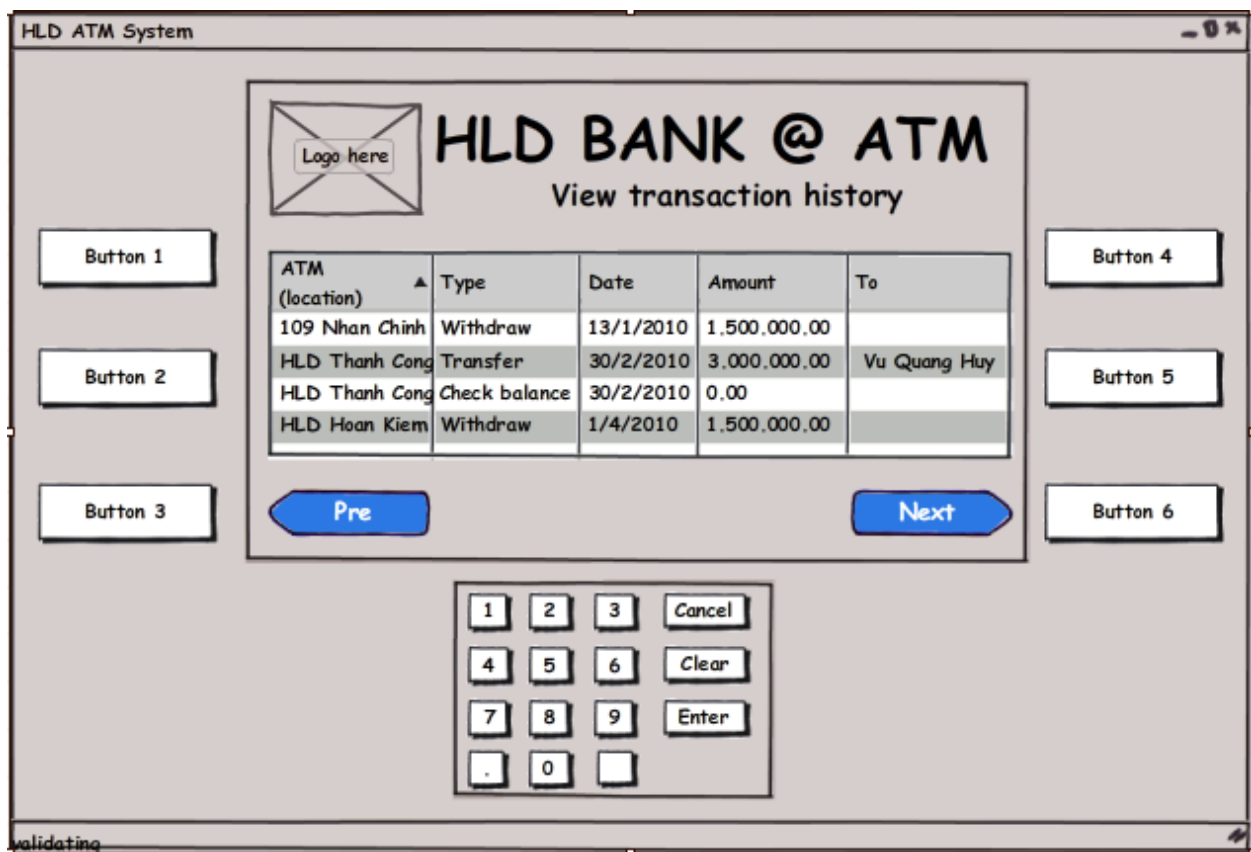 HLD ATM System
Logo here
HLD BANK @ ATM
View transaction history
Button 1
Button 2
Button 3
ATM (location) Type Date Amount To
109 Nhan Chinh Withdraw 13/1/2010 1.500.000.00
HLD Thanh Cong Transfer 30/2/2010 3.000.000.00 Vu Quang Huy
HLD Thanh Cong Check balance 30/2/2010 0.00
HLD Hoan Kiem Withdraw 1/4/2010 1.500.000.00
Pre Next
Button 4
Button 5
Button 6
1 2 3 Cancel
4 5 6 Clear
7 8 9 Enter
. 0
validating